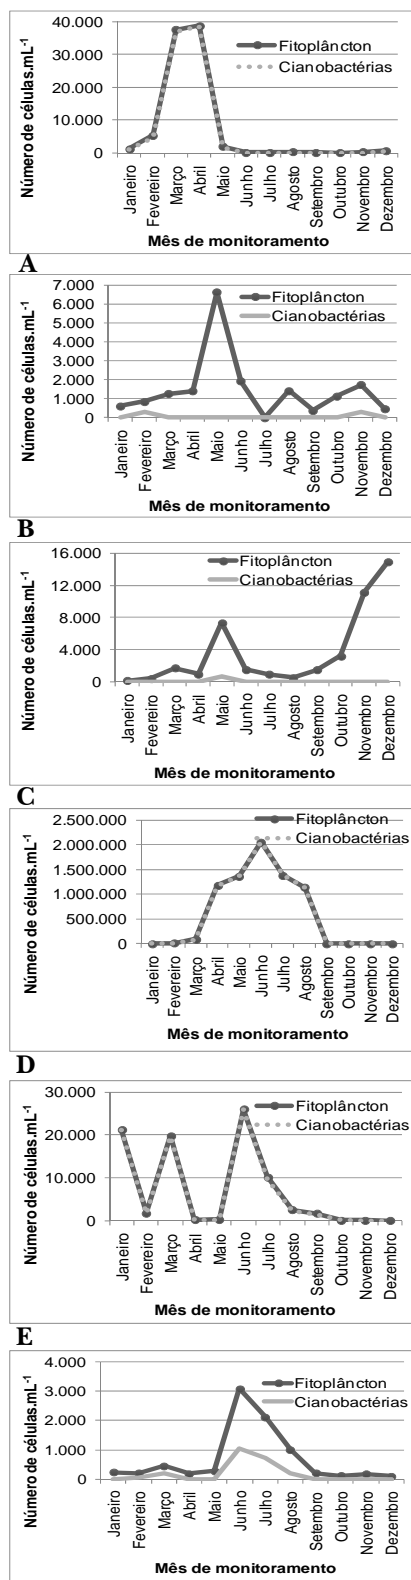 40.000
30.000
20.000
10.000
0
Número de células.mL-1
Fitoplâncton
Cianobactérias
Janeiro
Fevereiro
Março
Abril
Maio
Junho
Julho
Agosto
Setembro
Outubro
Novembro
Dezembro
Mês de monitoramento
A
7.000
6.000
5.000
4.000
3.000
2.000
1.000
0
Número de células.mL-1
Fitoplâncton
Cianobactérias
Janeiro
Fevereiro
Março
Abril
Maio
Junho
Julho
Agosto
Setembro
Outubro
Novembro
Dezembro
Mês de monitoramento
B
16.000
12.000
8.000
4.000
0
Número de células.mL-1
Fitoplâncton
Cianobactérias
Janeiro
Fevereiro
Março
Abril
Maio
Junho
Julho
Agosto
Setembro
Outubro
Novembro
Dezembro
Mês de monitoramento
C
2.500.000
2.000.000
1.500.000
1.000.000
500.000
0
Número de células.mL-1
Fitoplâncton
Cianobactérias
Janeiro
Fevereiro
Março
Abril
Maio
Junho
Julho
Agosto
Setembro
Outubro
Novembro
Dezembro
Mês de monitoramento
D
30.000
20.000
10.000
0
Número de células.mL-1
Fitoplâncton
Cianobactérias
Janeiro
Fevereiro
Março
Abril
Maio
Junho
Julho
Agosto
Setembro
Outubro
Novembro
Dezembro
Mês de monitoramento
E
4.000
3.000
2.000
1.000
0
Número de células.mL-1
Fitoplâncton
Cianobactérias
Janeiro
Fevereiro
Março
Abril
Maio
Junho
Julho
Agosto
Setembro
Outubro
Novembro
Dezembro
Mês de monitoramento
F